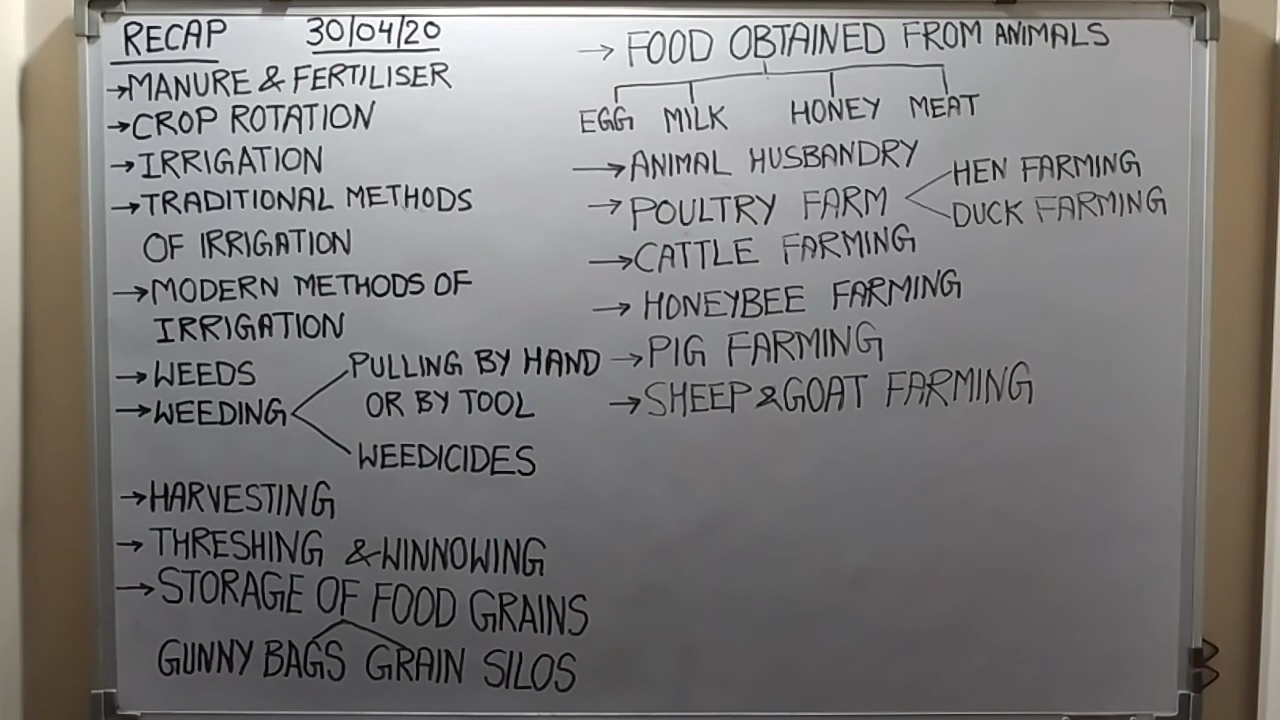 RECAP 30/04/20
→MANURE & FERTILISER
→CROP ROTATION
→IRRIGATION
→TRADITIONAL METHODS
OF IRRIGATION
→MODERN METHODS OF
IRRIGATION
→WEEDS
→WEEDING
PULLING BY HAND
OR BY TOOL
WEEDICIDES
→HARVESTING
→THRESHING & WINNOWING
→STORAGE OF FOOD GRAINS
GUNNY BAGS GRAIN SILOS
→FOOD OBTAINED FROM ANIMALS
EGG MILK HONEY MEAT
→ANIMAL HUSBANDRY
→POULTRY FARM
HEN FARMING
DUCK FARMING
→CATTLE FARMING
→HONEYBEE FARMING
→PIG FARMING
→SHEEP & GOAT FARMING